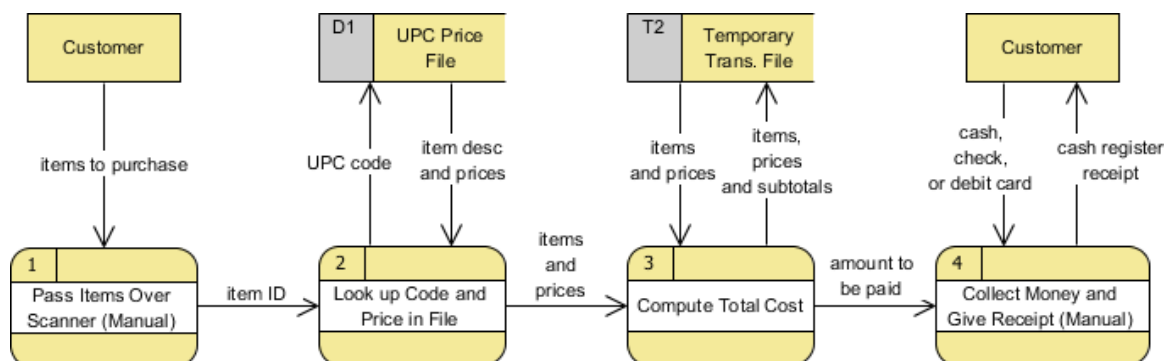 Customer
D1
UPC Price
File
T2
Temporary
Trans. File
Customer
items to purchase
UPC code
item desc
and prices
items
and prices
items,
prices
and subtotals
cash,
check,
or debit card
cash register
receipt
1
Pass Items Over
Scanner (Manual)
item ID
2
Look up Code and
Price in File
items
and
prices
3
Compute Total Cost
amount to
be paid
4
Collect Money and
Give Receipt (Manual)